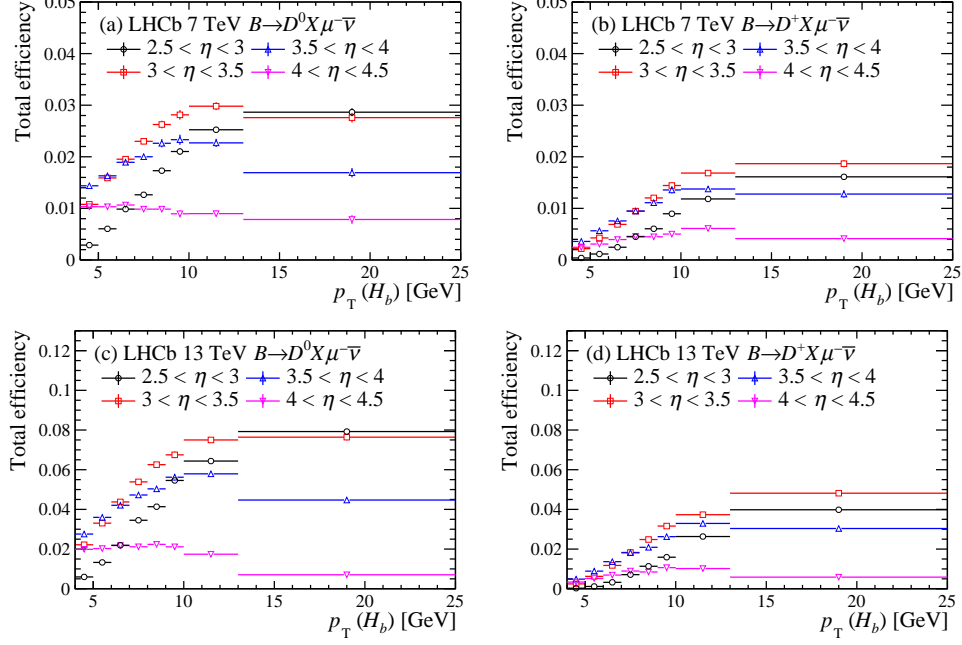 (a) LHCb 7 TeV B→D⁰Xμ⁻ν̄
2.5 < η < 3
3.5 < η < 4
3 < η < 3.5
4 < η < 4.5
Total efficiency
0.05
0.04
0.03
0.02
0.01
0
5 10 15 20 25
p_T (H_b) [GeV]
(b) LHCb 7 TeV B→D⁺Xμ⁻ν̄
2.5 < η < 3
3.5 < η < 4
3 < η < 3.5
4 < η < 4.5
Total efficiency
0.05
0.04
0.03
0.02
0.01
0
5 10 15 20 25
p_T (H_b) [GeV]
(c) LHCb 13 TeV B→D⁰Xμ⁻ν̄
2.5 < η < 3
3.5 < η < 4
3 < η < 3.5
4 < η < 4.5
Total efficiency
0.12
0.1
0.08
0.06
0.04
0.02
0
5 10 15 20 25
p_T (H_b) [GeV]
(d) LHCb 13 TeV B→D⁺Xμ⁻ν̄
2.5 < η < 3
3.5 < η < 4
3 < η < 3.5
4 < η < 4.5
Total efficiency
0.12
0.1
0.08
0.06
0.04
0.02
0
5 10 15 20 25
p_T (H_b) [GeV]